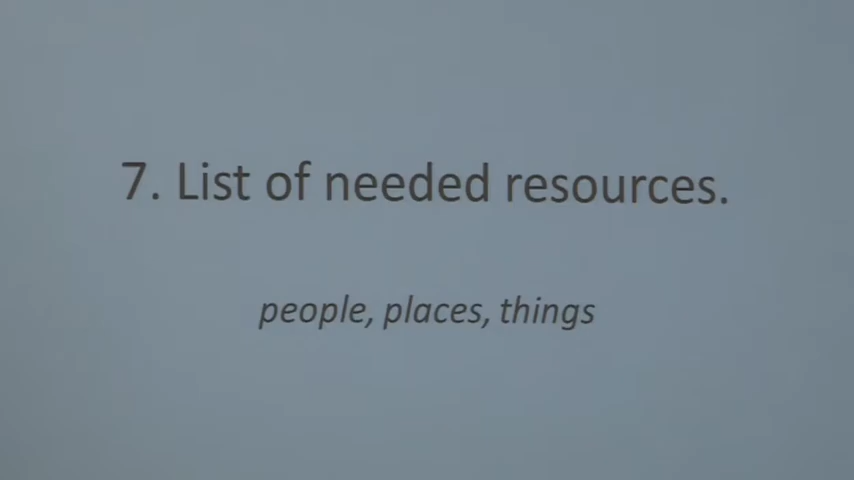 7. List of needed resources.
people, places, things